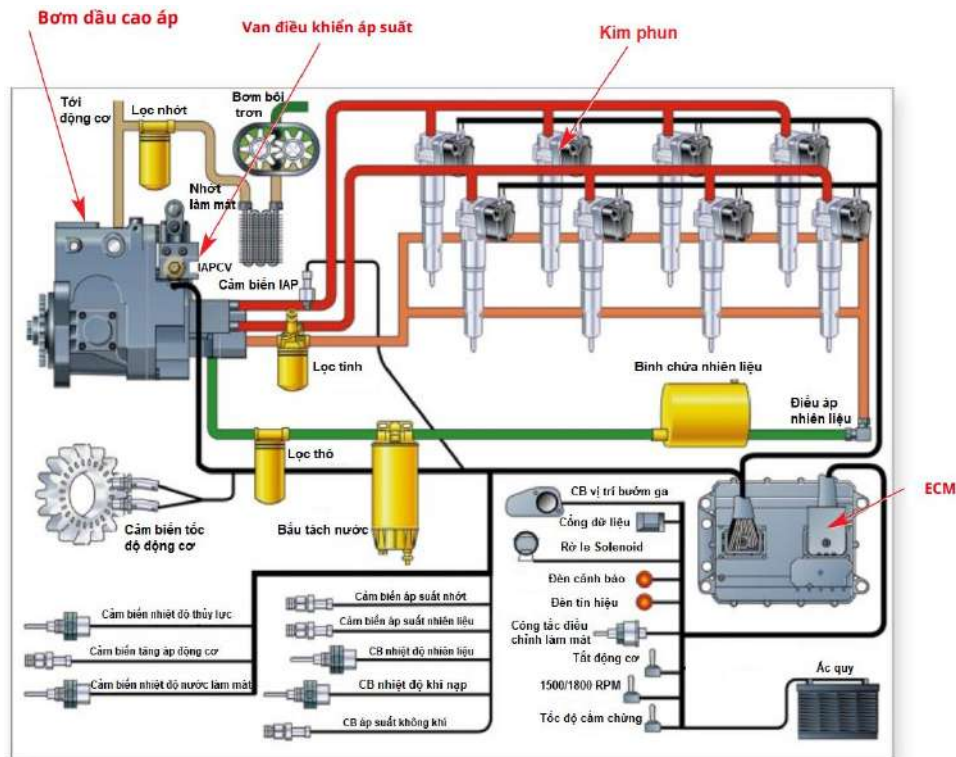 Bơm dầu cao áp
Van điều khiển áp suất
Kim phun
Tới
động cơ
Lọc nhớt
Bơm bôi
trơn
Nhớt
làm mát
IAPCV
Cảm biến IAP
Lọc tinh
Bình chứa nhiên liệu
Điều áp
nhiên liệu
Lọc thô
Bầu tách nước
Cảm biến tốc
độ động cơ
CB vị trí bướm ga
Cổng dữ liệu
Rờ le Solenoid
Đèn cảnh báo
Đèn tín hiệu
Công tắc điều
chỉnh làm mát
Tắt động cơ
1500/1800 RPM
Tốc độ cầm chừng
ECM
Ắc quy
Cảm biến nhiệt độ thủy lực
Cảm biến tăng áp động cơ
Cảm biến nhiệt độ nước làm mát
Cảm biến áp suất nhớt
Cảm biến áp suất nhiên liệu
CB nhiệt độ nhiên liệu
CB nhiệt độ khí nạp
CB áp suất không khí